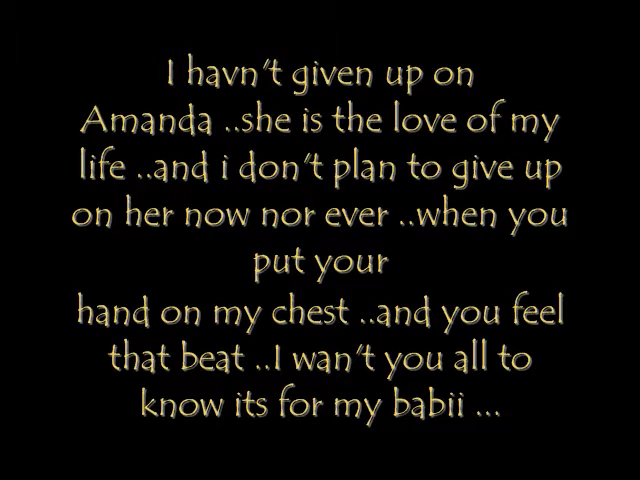 I havn't given up on
Amanda ..she is the love of my
life ..and i don't plan to give up
on her now nor ever ..when you
put your
hand on my chest ..and you feel
that beat ..I wan't you all to
know its for my babii ...